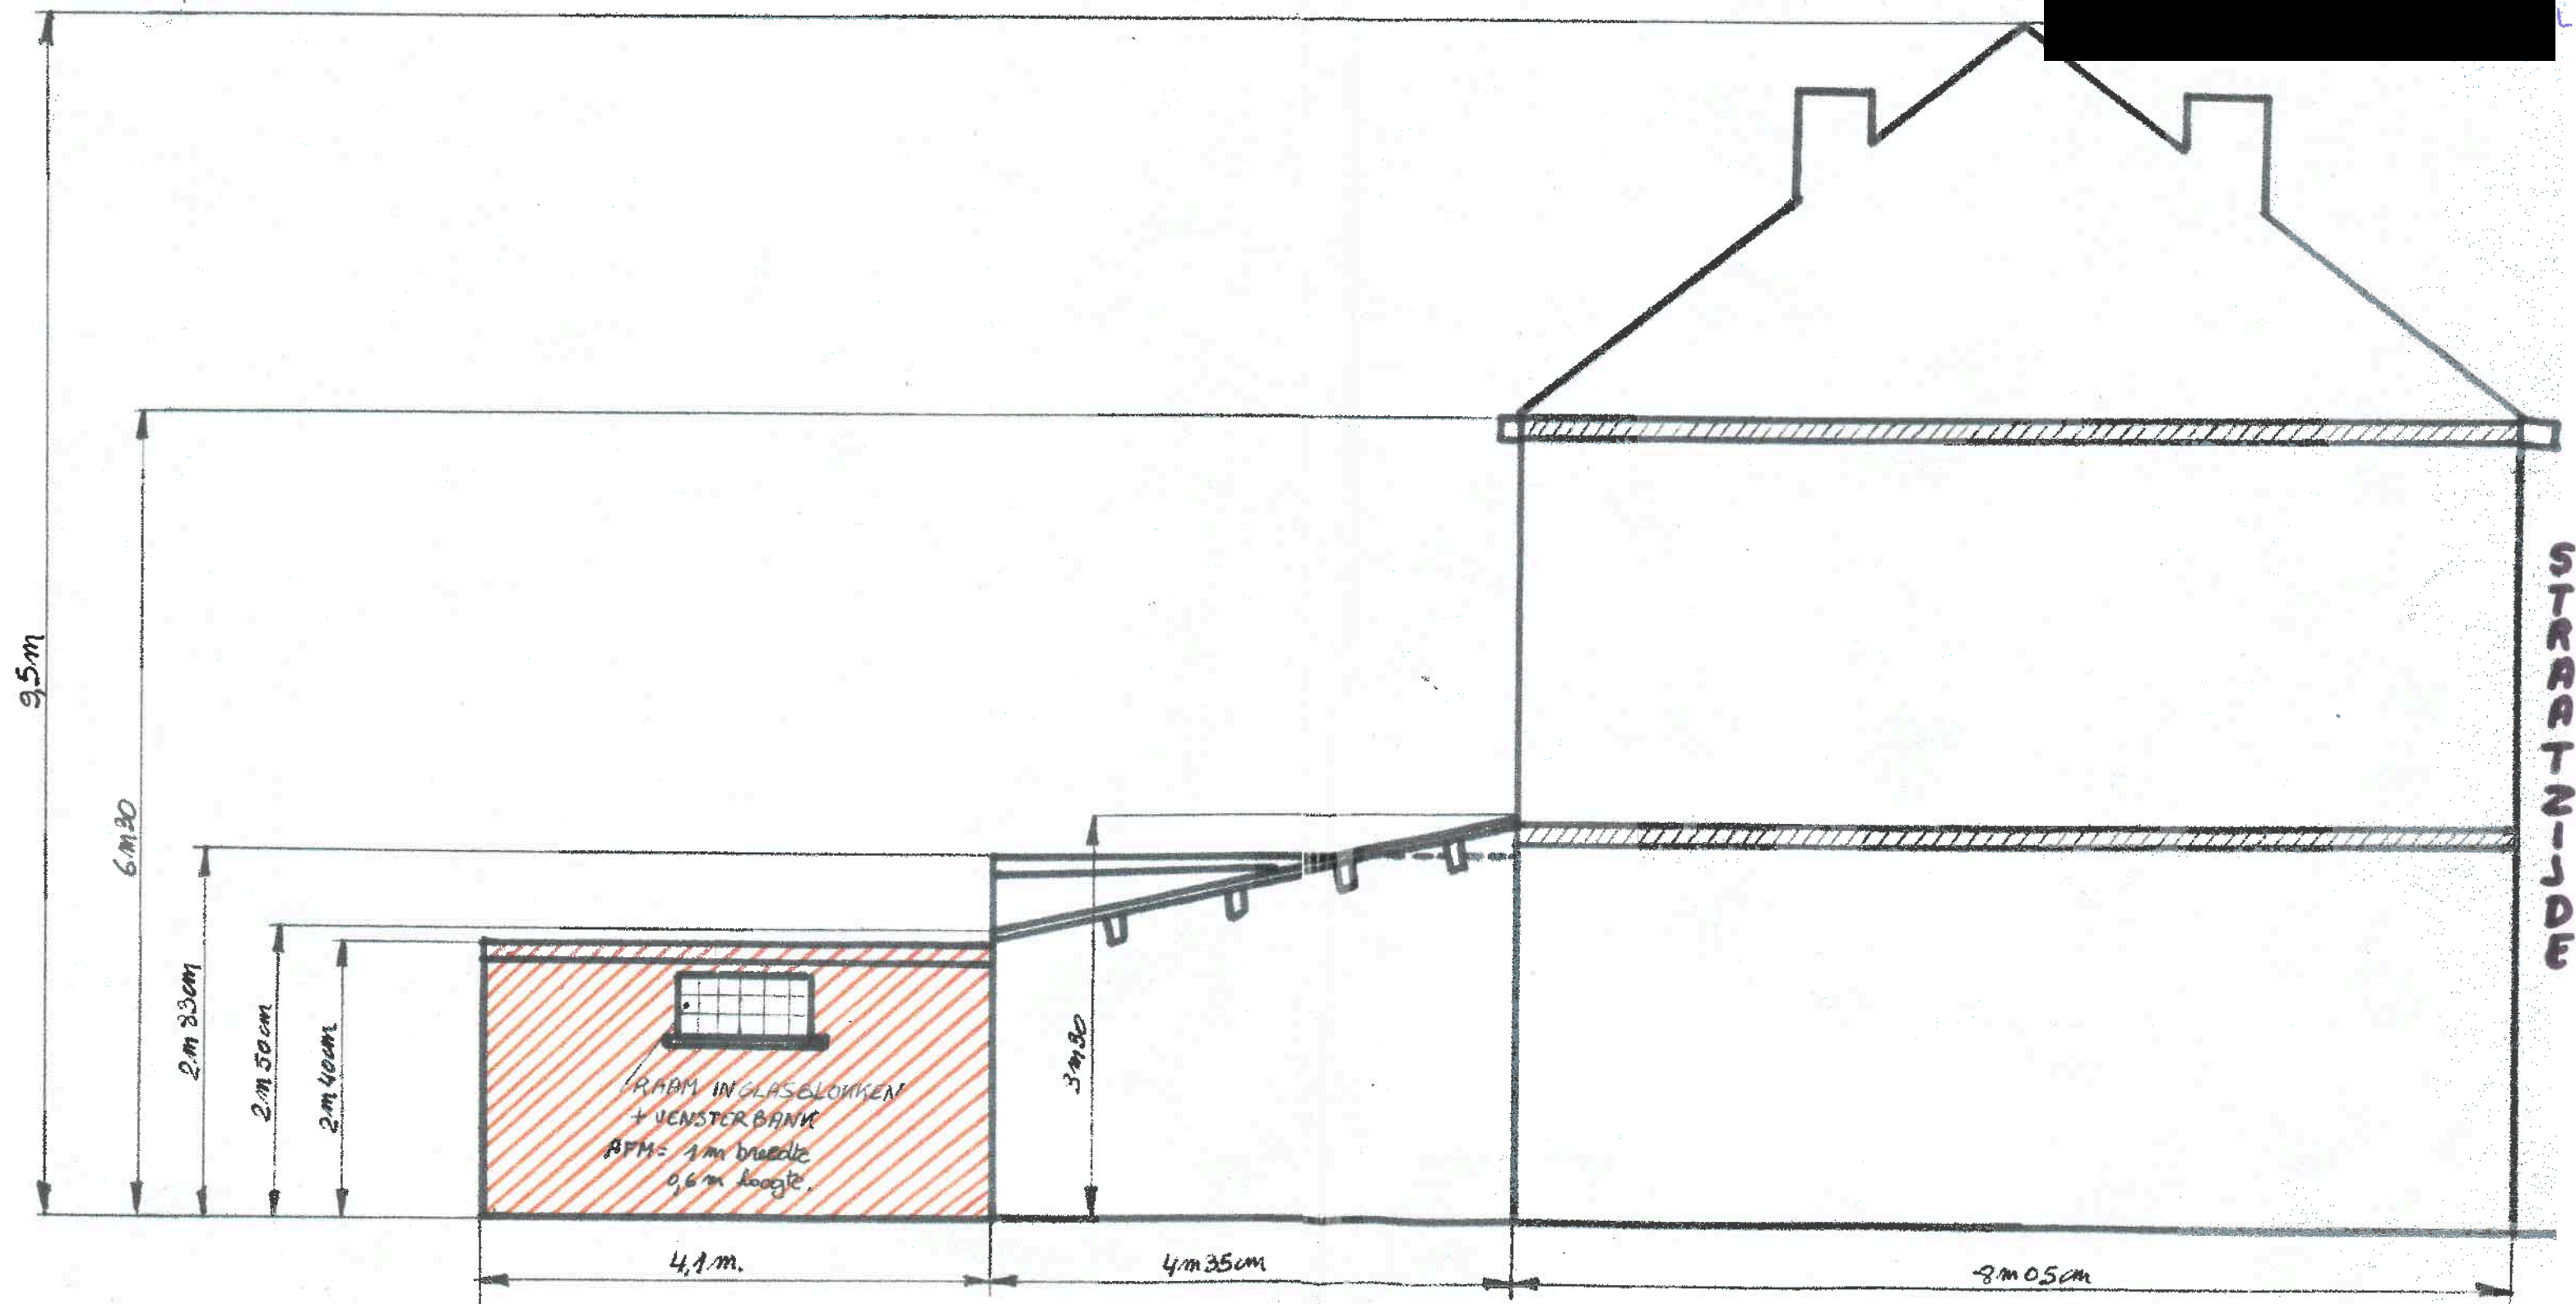 9,5m
6m30
2m83cm
2m50cm
2m40cm
3m30
RAAM IN GLASBLOKKEN
+ VENSTERBANK
AFM= 1m breedte
0,6m hoogte.
4,1m.
4m35cm
8m05cm
STRAATZIJDE